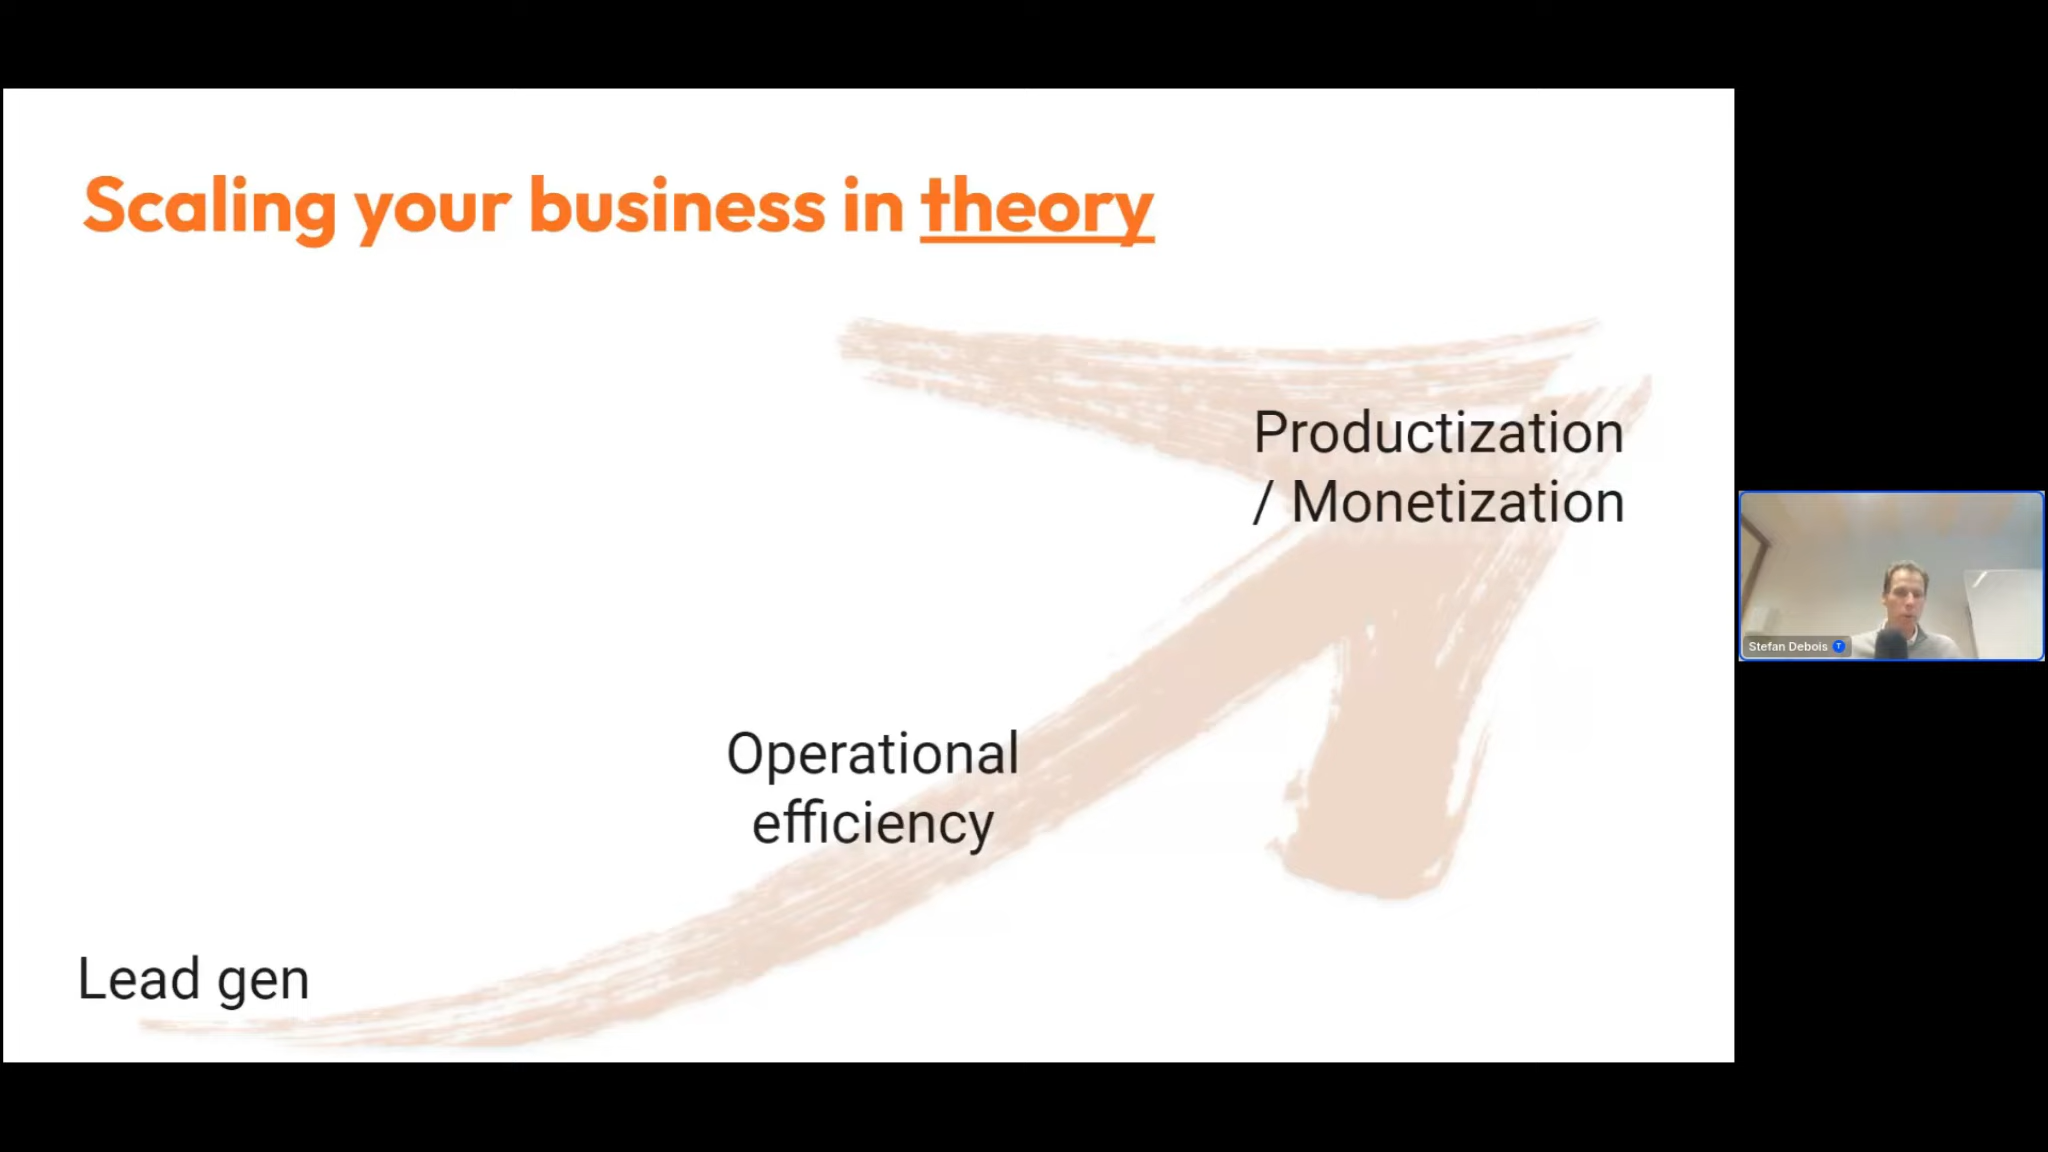 Scaling your business in theory
Productization
/ Monetization
Operational
efficiency
Lead gen
Stefan Debois
T